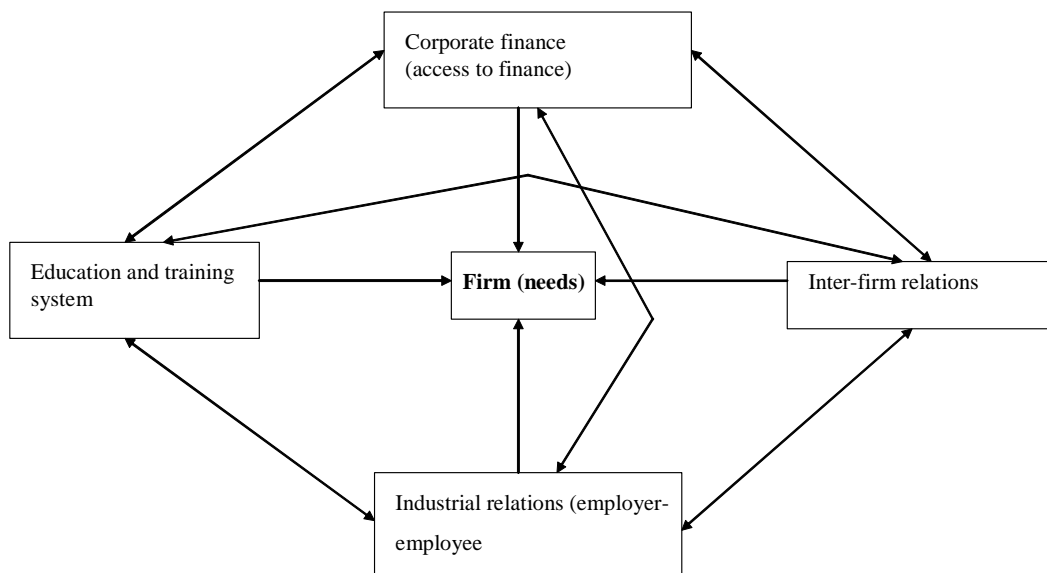 Corporate finance
(access to finance)
Education and training
system
Firm (needs)
Inter-firm relations
Industrial relations (employer-
employee